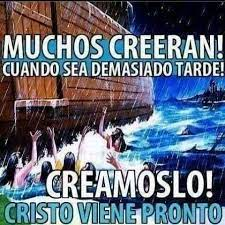 MUCHOS CREERAN!
CUANDO SEA DEMASIADO TARDE!
CREAMOSLO!
CRISTO VIENE PRONTO